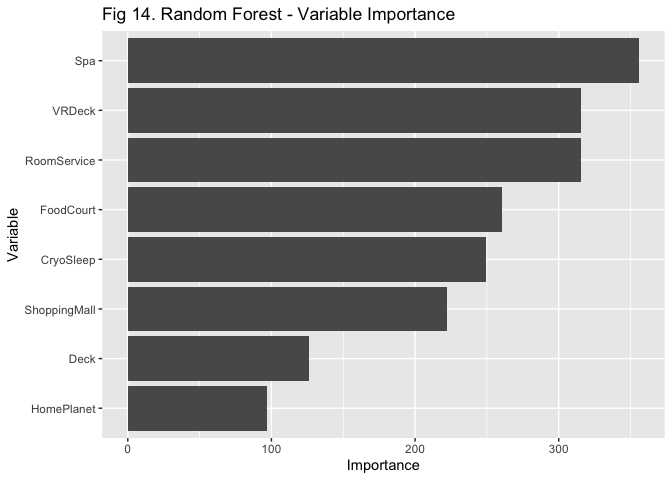 Fig 14. Random Forest - Variable Importance
Spa
VRDeck
RoomService
FoodCourt
CryoSleep
ShoppingMall
Deck
HomePlanet
Variable
0 100 200 300
Importance